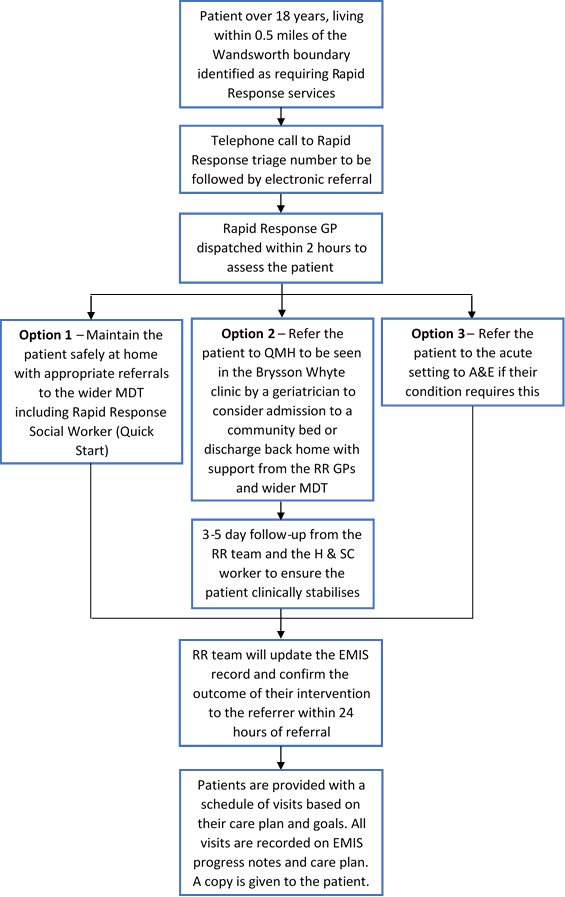 Patient over 18 years, living
within 0.5 miles of the
Wandsworth boundary
identified as requiring Rapid
Response services
Telephone call to Rapid
Response triage number to be
followed by electronic referral
Rapid Response GP
dispatched within 2 hours to
assess the patient
Option 1 – Maintain the
patient safely at home
with appropriate referrals
to the wider MDT
including Rapid Response
Social Worker (Quick
Start)
Option 2 – Refer the
patient to QMH to be seen
in the Brysson Whyte
clinic by a geriatrician to
consider admission to a
community bed or
discharge back home with
support from the RR GPs
and wider MDT
Option 3 – Refer the
patient to the acute
setting to A&E if their
condition requires this
3-5 day follow-up from the
RR team and the H & SC
worker to ensure the
patient clinically stabilises
RR team will update the EMIS
record and confirm the
outcome of their intervention
to the referrer within 24
hours of referral
Patients are provided with a
schedule of visits based on
their care plan and goals. All
visits are recorded on EMIS
progress notes and care plan.
A copy is given to the patient.